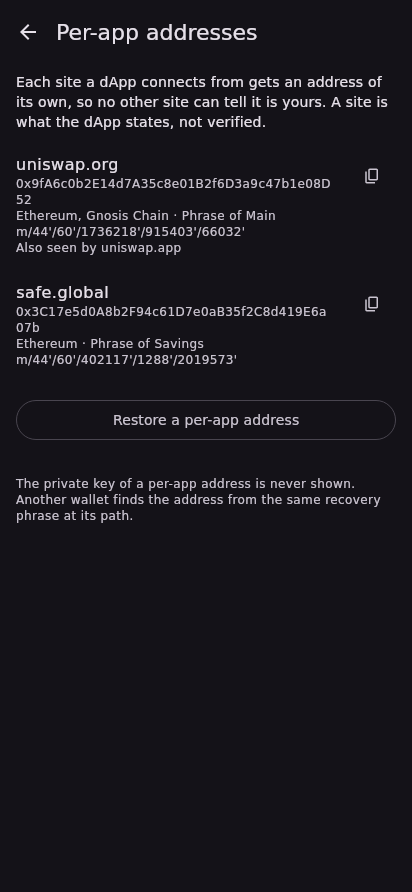 Per-app addresses
Each site a dApp connects from gets an address of
its own, so no other site can tell it is yours. A site is
what the dApp states, not verified.
uniswap.org
0x9fA6c0b2E14d7A35c8e01B2f6D3a9c47b1e08D
52
Ethereum, Gnosis Chain · Phrase of Main
m/44'/60'/1736218'/915403'/66032'
Also seen by uniswap.app
safe.global
0x3C17e5d0A8b2F94c61D7e0aB35f2C8d419E6a
07b
Ethereum · Phrase of Savings
m/44'/60'/402117'/1288'/2019573'
Restore a per-app address
The private key of a per-app address is never shown.
Another wallet finds the address from the same recovery
phrase at its path.